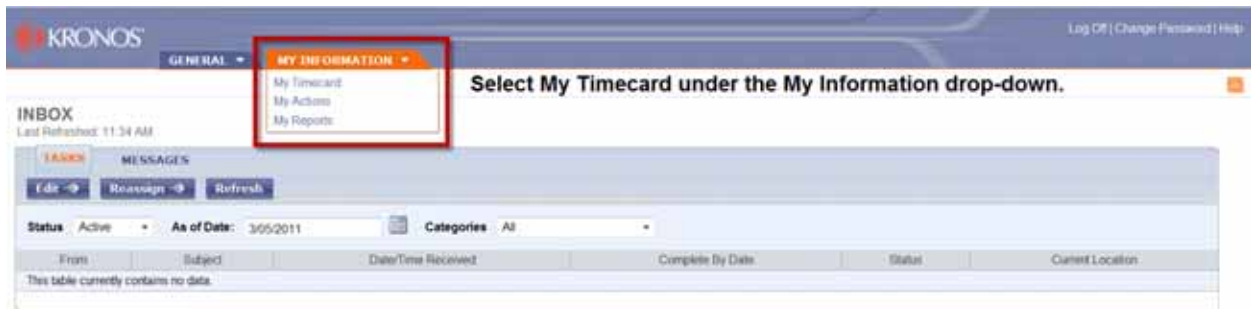 KRONOS
Log Off | Change Password | Help
GENERAL
MY INFORMATION
My Timecard
My Actions
My Reports
Select My Timecard under the My Information drop-down.
INBOX
Last Refreshed: 11:34 AM
TASKS MESSAGES
Edit Reassign Refresh
Status Active As of Date: 3/05/2011 Categories All
From Subject Date/Time Received Complete By Date Status Current Location
This table currently contains no data.